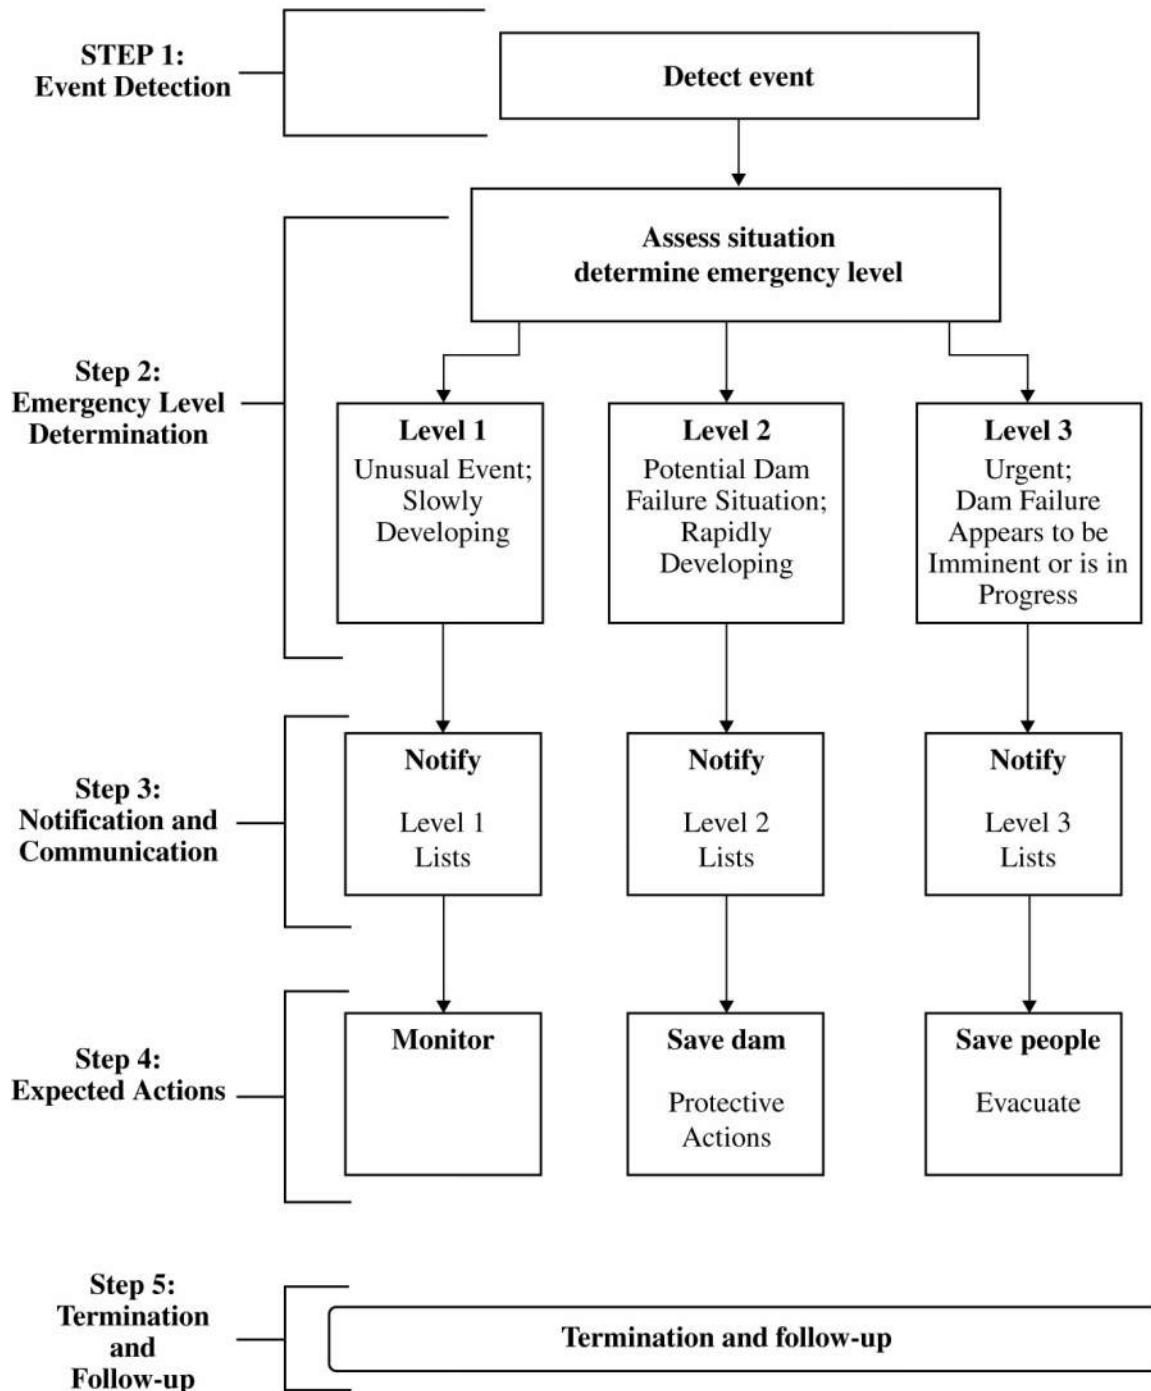 STEP 1:
Event Detection
Detect event
Assess situation
determine emergency level
Step 2:
Emergency Level
Determination
Level 1
Unusual Event;
Slowly
Developing
Level 2
Potential Dam
Failure Situation;
Rapidly
Developing
Level 3
Urgent;
Dam Failure
Appears to be
Imminent or is in
Progress
Step 3:
Notification and
Communication
Notify
Level 1
Lists
Notify
Level 2
Lists
Notify
Level 3
Lists
Step 4:
Expected Actions
Monitor
Save dam
Protective
Actions
Save people
Evacuate
Step 5:
Termination
and
Follow-up
Termination and follow-up